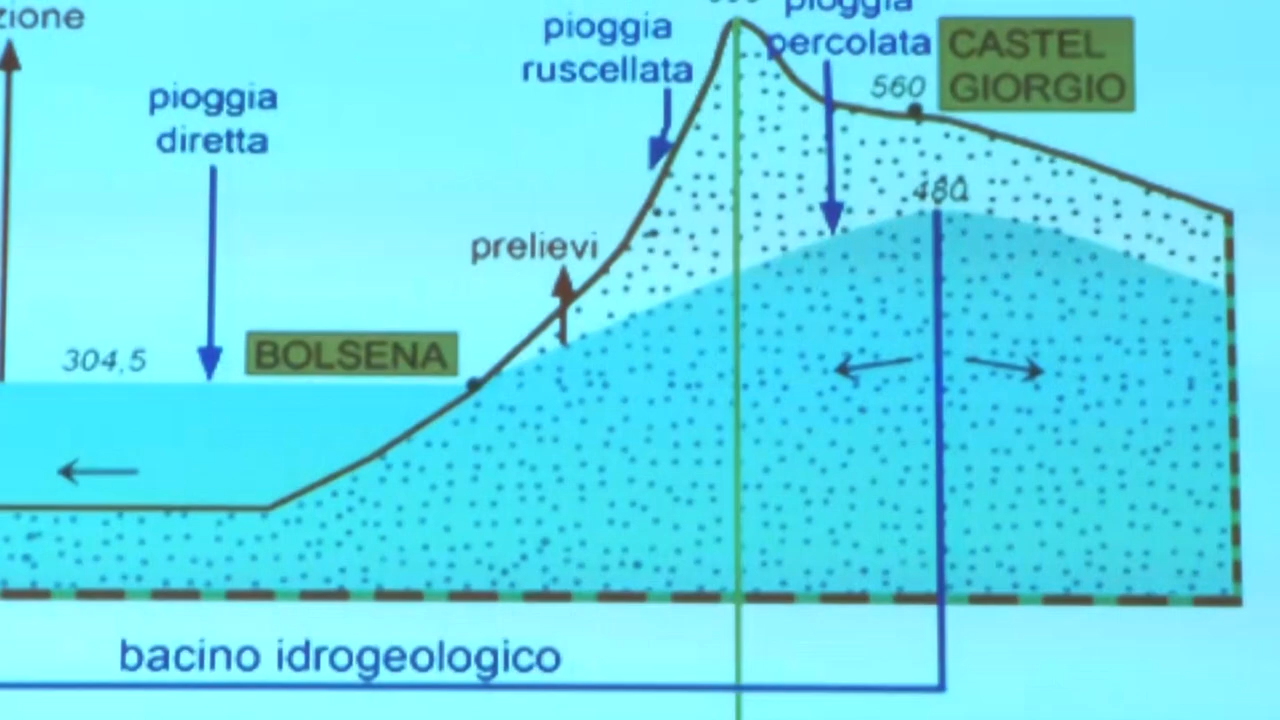 zione
pioggia
ruscellata
pioggia
percolata
CASTEL
GIORGIO
560
pioggia
diretta
480
prelievi
304,5
BOLSENA
bacino idrogeologico